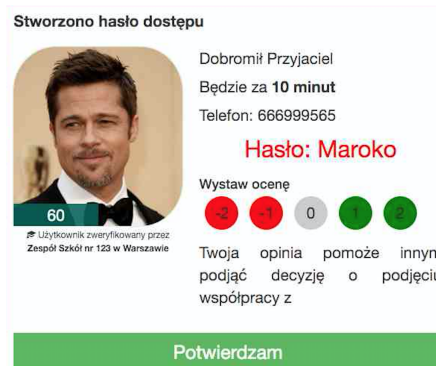 Stworzono hasło dostępu
Dobromił Przyjaciel
Będzie za 10 minut
Telefon: 666999565
Hasło: Maroko
Wystaw ocenę
-2 -1 0 1 2
60
Użytkownik zweryfikowany przez
Zespół Szkół nr 123 w Warszawie
Twoja opinia pomoże innym
podjąć decyzję o podjęciu
współpracy z
Potwierdzam